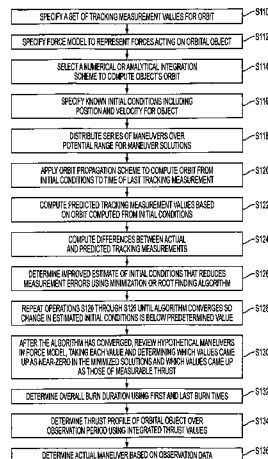 SPECIFY A SET OF TRACKING MEASUREMENT VALUES FOR ORBIT
S110
SPECIFY FORCE MODEL TO REPRESENT FORCES ACTING ON ORBITAL OBJECT
S112
SELECT A NUMERICAL OR ANALYTICAL INTEGRATION
SCHEME TO COMPUTE OBJECT'S ORBIT
S114
SPECIFY KNOWN INITIAL CONDITIONS INCLUDING
POSITION AND VELOCITY FOR OBJECT
S116
DISTRIBUTE SERIES OF MANEUVERS OVER
POTENTIAL RANGE FOR MANEUVER SOLUTIONS
S118
APPLY ORBIT PROPAGATION SCHEME TO COMPUTE ORBIT FROM
INITIAL CONDITIONS TO TIME OF LAST TRACKING MEASUREMENT
S120
COMPUTE PREDICTED TRACKING MEASUREMENT VALUES BASED
ON ORBIT COMPUTED FROM INITIAL CONDITIONS
S122
COMPUTE DIFFERENCES BETWEEN ACTUAL
AND PREDICTED TRACKING MEASUREMENTS
S124
DETERMINE IMPROVED ESTIMATE OF INITIAL CONDITIONS THAT REDUCES
MEASUREMENT ERRORS USING MINIMIZATION OR ROOT FINDING ALGORITHM
S126
REPEAT OPERATIONS S120 THROUGH S126 UNTIL ALGORITHM CONVERGES SO
CHANGE IN ESTIMATED INITIAL CONDITIONS IS BELOW PREDETERMINED VALUE
S128
AFTER THE ALGORITHM HAS CONVERGED, REVIEW HYPOTHETICAL MANEUVERS
IN FORCE MODEL, TAKING EACH VALUE AND DETERMINING WHICH VALUES CAME
UP AS NEAR-ZERO IN THE MINIMIZED SOLUTIONS AND WHICH VALUES CAME UP
AS THOSE OF MEASURABLE THRUST
S130
DETERMINE OVERALL BURN DURATION USING FIRST AND LAST BURN TIMES
S132
DETERMINE THRUST PROFILE OF ORBITAL OBJECT OVER
OBSERVATION PERIOD USING INTEGRATED THRUST VALUES
S134
DETERMINE ACTUAL MANEUVER BASED ON OBSERVATION DATA
S136